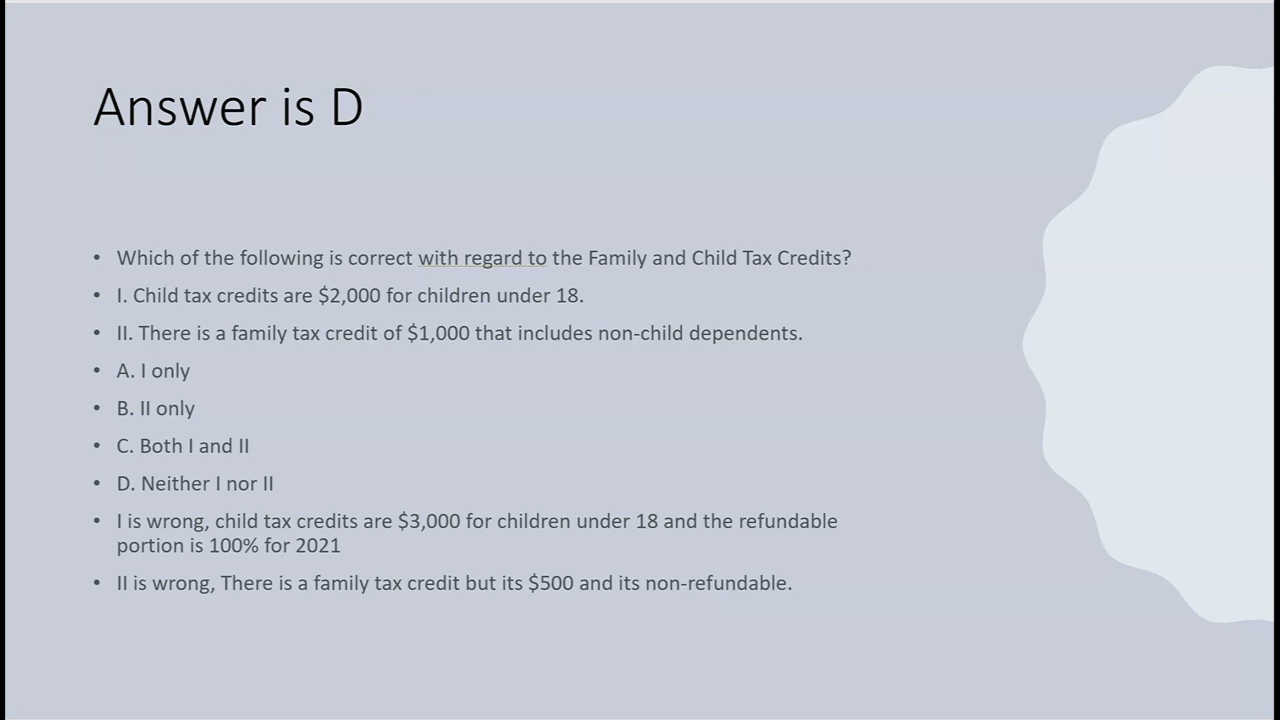 Answer is D
• Which of the following is correct with regard to the Family and Child Tax Credits?
• I. Child tax credits are $2,000 for children under 18.
• II. There is a family tax credit of $1,000 that includes non-child dependents.
• A. I only
• B. II only
• C. Both I and II
• D. Neither I nor II
• I is wrong, child tax credits are $3,000 for children under 18 and the refundable
portion is 100% for 2021
• II is wrong, There is a family tax credit but its $500 and its non-refundable.